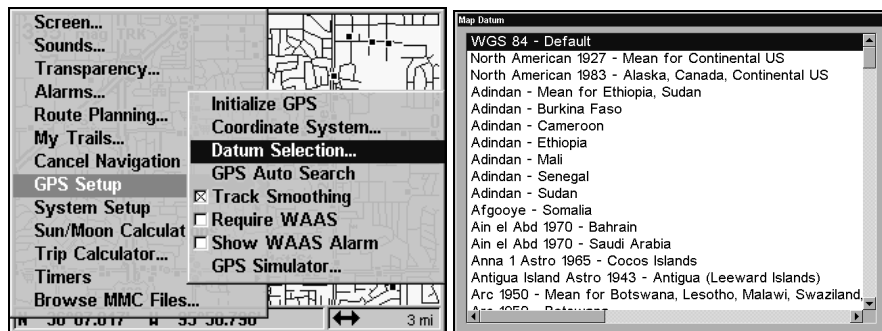 Screen...
Sounds...
Transparency...
Alarms...
Route Planning...
My Trails...
Cancel Navigation
GPS Setup
System Setup
Sun/Moon Calculat
Trip Calculator...
Timers
Browse MMC Files...
Initialize GPS
Coordinate System...
Datum Selection...
GPS Auto Search
Track Smoothing
Require WAAS
Show WAAS Alarm
GPS Simulator...
3 mi
Map Datum
WGS 84 - Default
North American 1927 - Mean for Continental US
North American 1983 - Alaska, Canada, Continental US
Adindan - Mean for Ethiopia, Sudan
Adindan - Burkina Faso
Adindan - Cameroon
Adindan - Ethiopia
Adindan - Mali
Adindan - Senegal
Adindan - Sudan
Afgooye - Somalia
Ain el Abd 1970 - Bahrain
Ain el Abd 1970 - Saudi Arabia
Anna 1 Astro 1965 - Cocos Islands
Antigua Island Astro 1943 - Antigua (Leeward Islands)
Arc 1950 - Mean for Botswana, Lesotho, Malawi, Swaziland,
Arc 1950 - Botswana